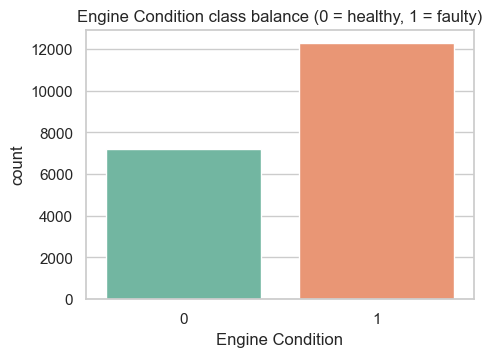 Engine Condition class balance (0 = healthy, 1 = faulty)
12000
10000
8000
6000
4000
2000
0
count
0 1
Engine Condition